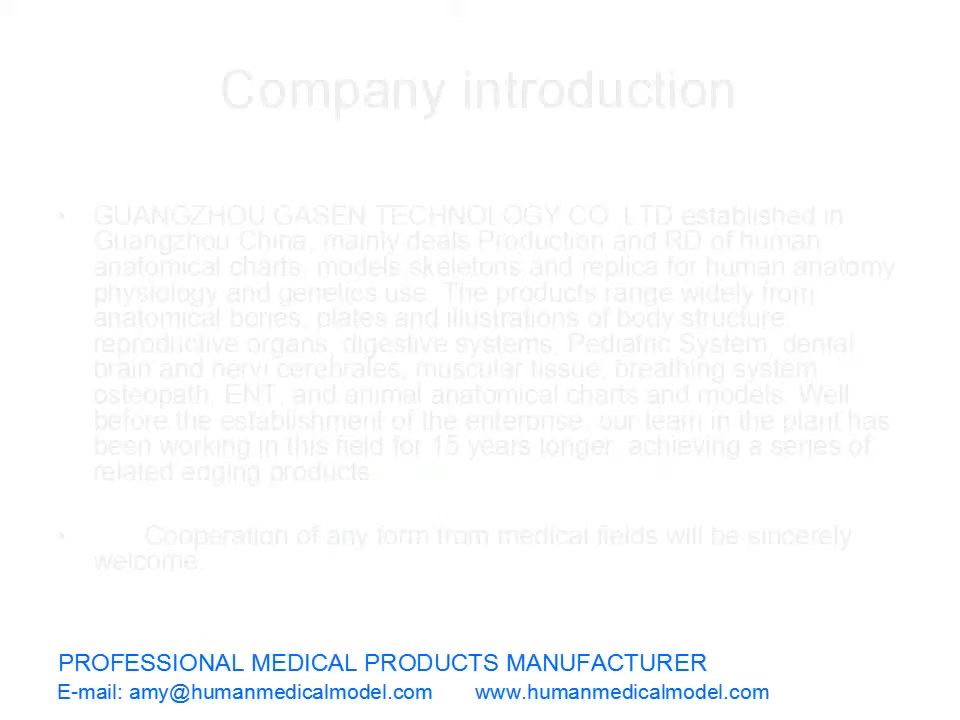 Company introduction
• GUANGZHOU GASEN TECHNOLOGY CO. LTD established in
Guangzhou China, mainly deals Production and RD of human
anatomical charts, models skeletons and replica for human anatomy
physiology and genetics use. The products range widely from
anatomical bones, plates and illustrations of body structure
reproductive organs, digestive systems, Pediatric System, dental,
brain and nervi cerebrales, muscular tissue, breathing system
osteopath, ENT, and animal anatomical charts and models. Well
before the establishment of the enterprise, our team in the plant has
been working in this field for 15 years longer, achieving a series of
related edging products.
• Cooperation of any form from medical fields will be sincerely
welcome.
PROFESSIONAL MEDICAL PRODUCTS MANUFACTURER
E-mail: amy@humanmedicalmodel.com www.humanmedicalmodel.com